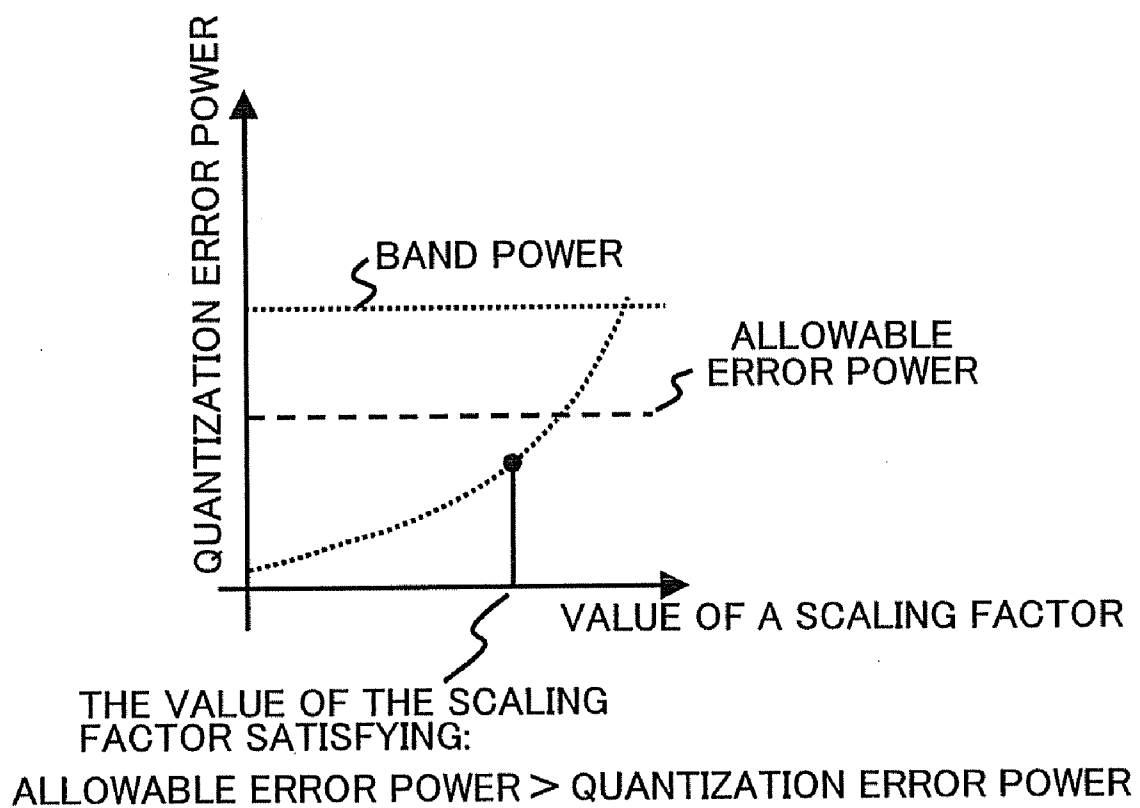 QUANTIZATION ERROR POWER
BAND POWER
ALLOWABLE
ERROR POWER
VALUE OF A SCALING FACTOR
THE VALUE OF THE SCALING
FACTOR SATISFYING:
ALLOWABLE ERROR POWER > QUANTIZATION ERROR POWER